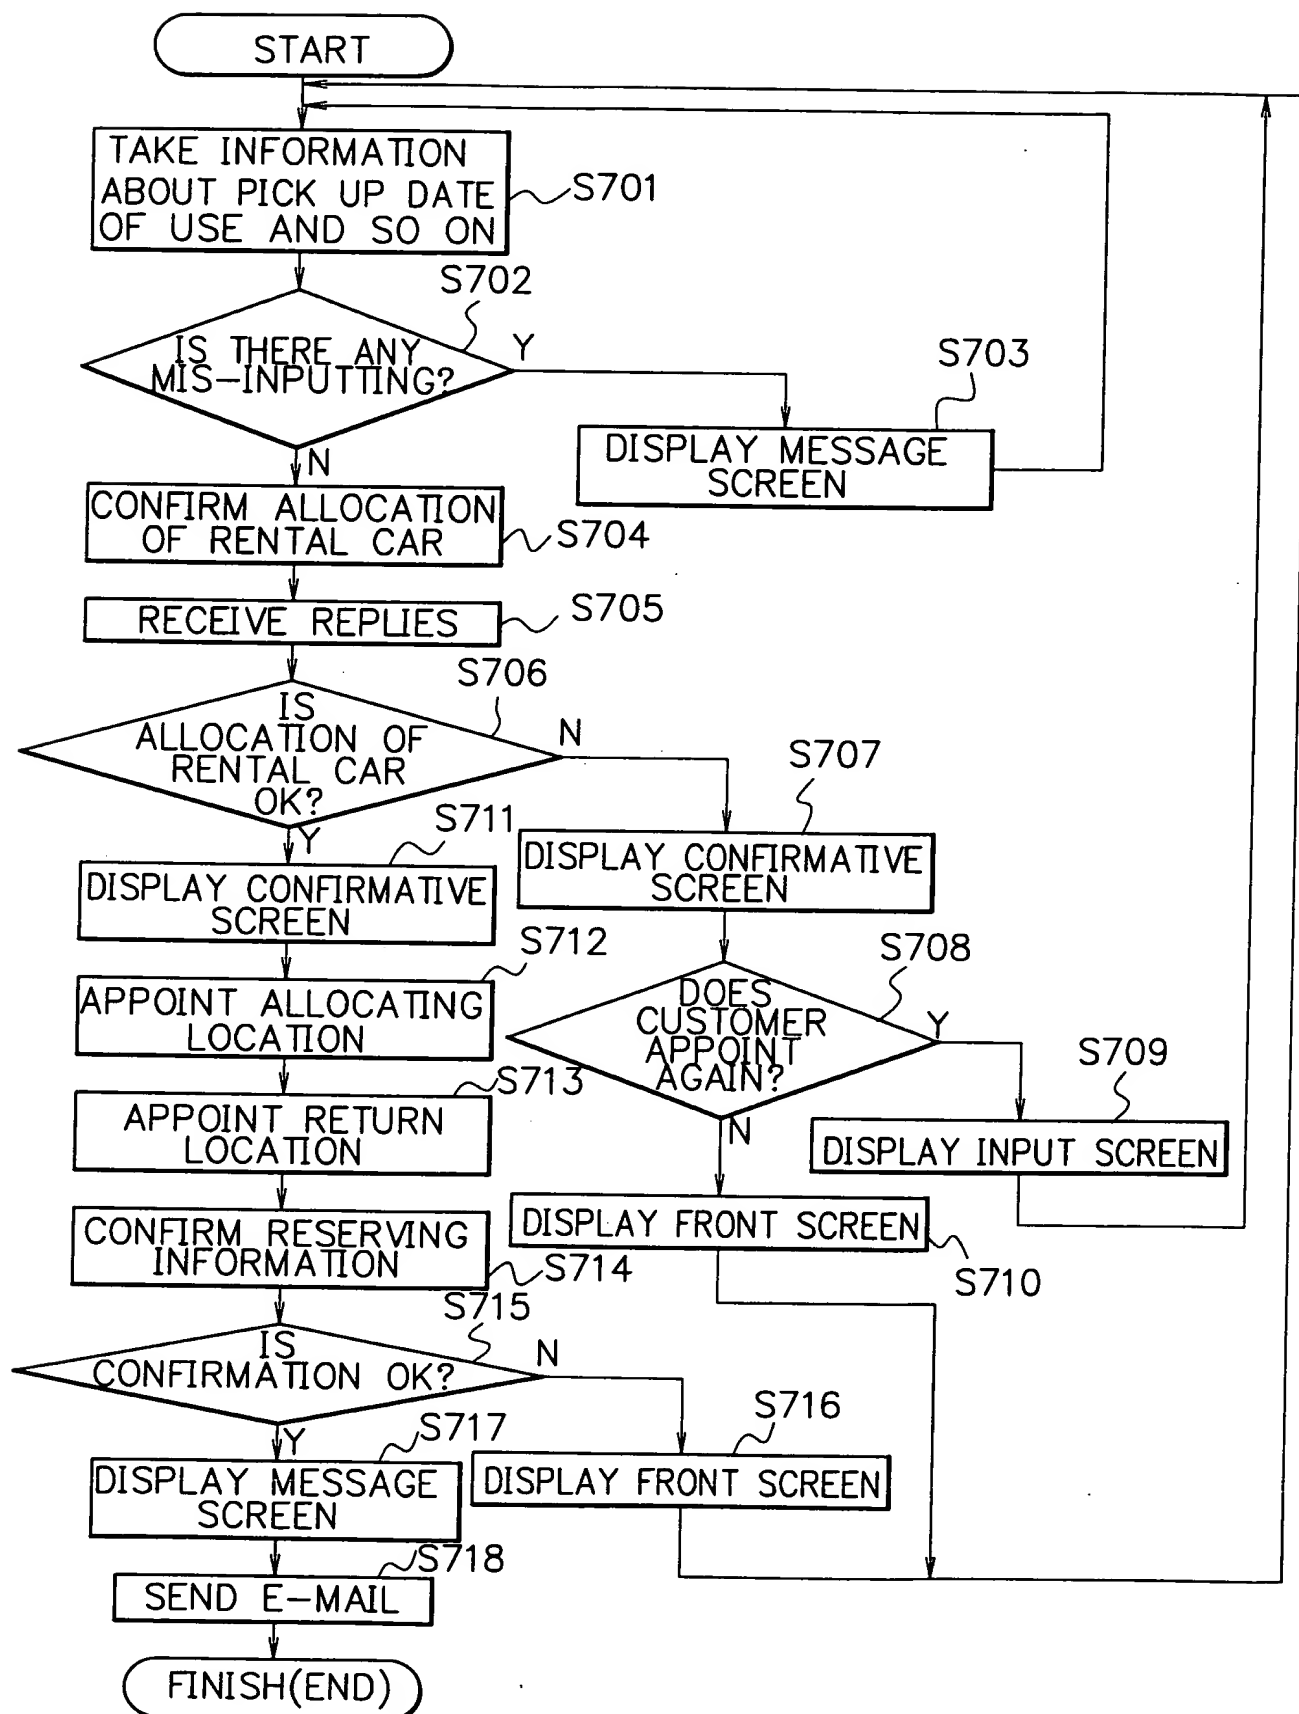 START
TAKE INFORMATION
ABOUT PICK UP DATE
OF USE AND SO ON
S701
S702
IS THERE ANY
MIS-INPUTTING?
Y
N
S703
DISPLAY MESSAGE
SCREEN
CONFIRM ALLOCATION
OF RENTAL CAR
S704
RECEIVE REPLIES
S705
S706
IS
ALLOCATION OF
RENTAL CAR
OK?
N
Y
S707
DISPLAY CONFIRMATIVE
SCREEN
S711
DISPLAY CONFIRMATIVE
SCREEN
S708
DOES
CUSTOMER
APPOINT
AGAIN?
Y
N
S709
DISPLAY INPUT SCREEN
DISPLAY FRONT SCREEN
S710
S712
APPOINT ALLOCATING
LOCATION
S713
APPOINT RETURN
LOCATION
CONFIRM RESERVING
INFORMATION
S714
S715
IS
CONFIRMATION OK?
N
Y
S716
DISPLAY FRONT SCREEN
S717
DISPLAY MESSAGE
SCREEN
S718
SEND E-MAIL
FINISH(END)